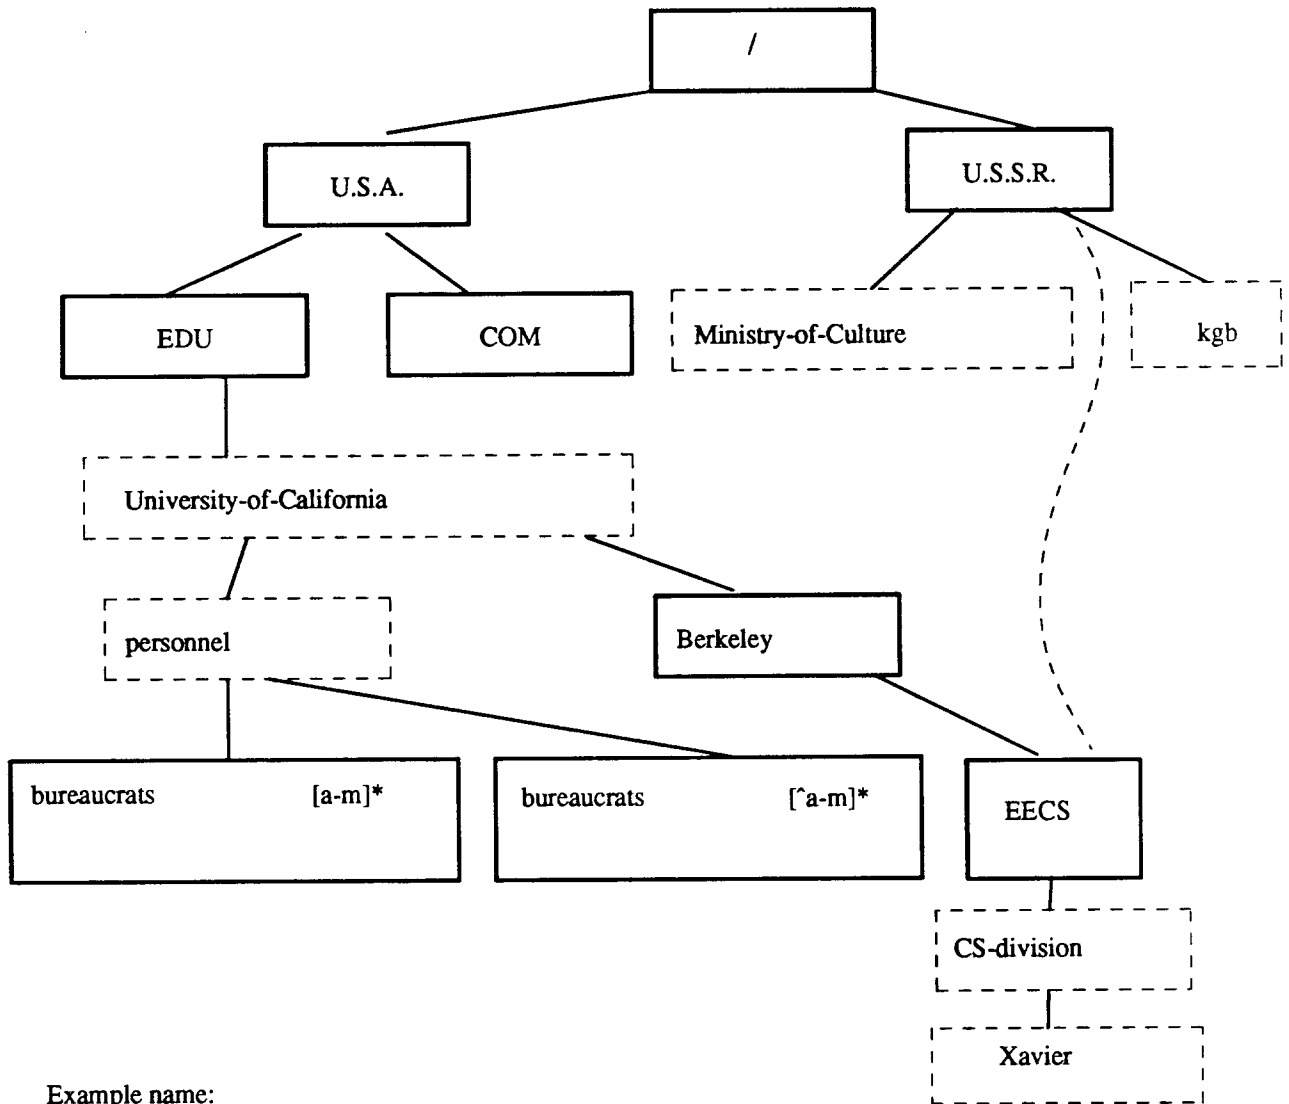 /
U.S.A.
U.S.S.R.
EDU
COM
Ministry-of-Culture
kgb
University-of-California
personnel
Berkeley
bureaucrats [a-m]*
bureaucrats [^a-m]*
EECS
CS-division
Xavier
Example name: